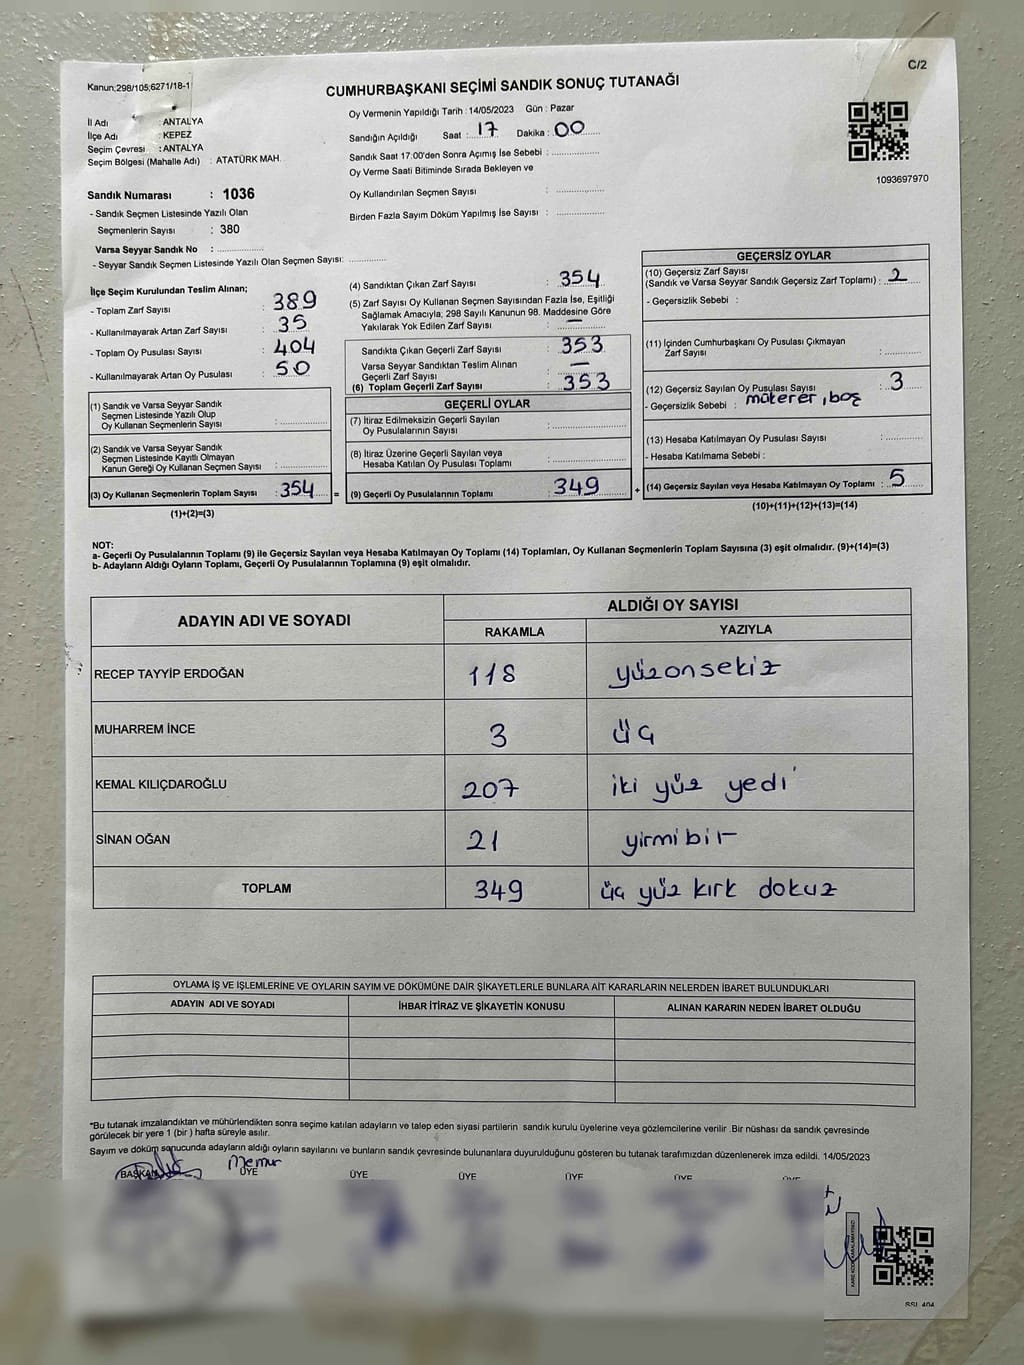 C/2
Kanun;298/105;6271/18-1
CUMHURBAŞKANI SEÇİMİ SANDIK SONUÇ TUTANAĞI
İl Adı : ANTALYA
İlçe Adı : KEPEZ
Seçim Çevresi : ANTALYA
Seçim Bölgesi (Mahalle Adı) : ATATÜRK MAH.
Oy Vermenin Yapıldığı Tarih : 14/05/2023 Gün : Pazar
Sandığın Açıldığı Saat : 17 Dakika : 00
Sandık Saat 17:00'den Sonra Açımış İse Sebebi :
Oy Verme Saati Bitiminde Sırada Bekleyen ve
Oy Kullandırılan Seçmen Sayısı :
Birden Fazla Sayım Döküm Yapılmış İse Sayısı :
1093697970
Sandık Numarası : 1036
- Sandık Seçmen Listesinde Yazılı Olan
Seçmenlerin Sayısı : 380
Varsa Seyyar Sandık No :
- Seyyar Sandık Seçmen Listesinde Yazılı Olan Seçmen Sayısı:
İlçe Seçim Kurulundan Teslim Alınan;
- Toplam Zarf Sayısı : 389
- Kullanılmayarak Artan Zarf Sayısı : 35
- Toplam Oy Pusulası Sayısı : 404
- Kullanılmayarak Artan Oy Pusulası : 50
(1) Sandık ve Varsa Seyyar Sandık
Seçmen Listesinde Yazılı Olup
Oy Kullanan Seçmenlerin Sayısı :
(2) Sandık ve Varsa Seyyar Sandık
Seçmen Listesinde Kayıtlı Olmayan
Kanun Gereği Oy Kullanan Seçmen Sayısı :
(3) Oy Kullanan Seçmenlerin Toplam Sayısı : 354 =
(1)+(2)=(3)
(4) Sandıktan Çıkan Zarf Sayısı : 354
(5) Zarf Sayısı Oy Kullanan Seçmen Sayısından Fazla İse, Eşitliği
Sağlamak Amacıyla; 298 Sayılı Kanunun 98. Maddesine Göre
Yakılarak Yok Edilen Zarf Sayısı : —
Sandıkta Çıkan Geçerli Zarf Sayısı : 353
Varsa Seyyar Sandıktan Teslim Alınan
Geçerli Zarf Sayısı : —
(6) Toplam Geçerli Zarf Sayısı : 353
GEÇERLİ OYLAR
(7) İtiraz Edilmeksizin Geçerli Sayılan
Oy Pusulalarının Sayısı :
(8) İtiraz Üzerine Geçerli Sayılan veya
Hesaba Katılan Oy Pusulası Toplamı :
(9) Geçerli Oy Pusulalarının Toplamı : 349 +
GEÇERSİZ OYLAR
(10) Geçersiz Zarf Sayısı
(Sandık ve Varsa Seyyar Sandık Geçersiz Zarf Toplamı) : 2
- Geçersizlik Sebebi :
(11) İçinden Cumhurbaşkanı Oy Pusulası Çıkmayan
Zarf Sayısı :
(12) Geçersiz Sayılan Oy Pusulası Sayısı : 3
- Geçersizlik Sebebi : müterer, boş
(13) Hesaba Katılmayan Oy Pusulası Sayısı :
- Hesaba Katılmama Sebebi :
(14) Geçersiz Sayılan veya Hesaba Katılmayan Oy Toplamı : 5
(10)+(11)+(12)+(13)=(14)
NOT:
a- Geçerli Oy Pusulalarının Toplamı (9) ile Geçersiz Sayılan veya Hesaba Katılmayan Oy Toplamı (14) Toplamları, Oy Kullanan Seçmenlerin Toplam Sayısına (3) eşit olmalıdır. (9)+(14)=(3)
b- Adayların Aldığı Oyların Toplamı, Geçerli Oy Pusulalarının Toplamına (9) eşit olmalıdır.
ADAYIN ADI VE SOYADI ALDIĞI OY SAYISI
RAKAMLA YAZIYLA
RECEP TAYYİP ERDOĞAN 118 yüzonsekiz
MUHARREM İNCE 3 üç
KEMAL KILIÇDAROĞLU 207 iki yüz yedi
SİNAN OĞAN 21 yirmibir
TOPLAM 349 üç yüz kırk dokuz
OYLAMA İŞ VE İŞLEMLERİNE VE OYLARIN SAYIM VE DÖKÜMÜNE DAİR ŞİKAYETLERLE BUNLARA AİT KARARLARIN NELERDEN İBARET BULUNDUKLARI
ADAYIN ADI VE SOYADI İHBAR İTİRAZ VE ŞİKAYETİN KONUSU ALINAN KARARIN NEDEN İBARET OLDUĞU
*Bu tutanak imzalandıktan ve mühürlendikten sonra seçime katılan adayların ve talep eden siyasi partilerin sandık kurulu üyelerine veya gözlemcilerine verilir .Bir nüshası da sandık çevresinde
görülecek bir yere 1 (bir ) hafta süreyle asılır.
Sayım ve döküm sonucunda adayların aldığı oyların sayılarını ve bunların sandık çevresinde bulunanlara duyurulduğunu gösteren bu tutanak tarafımızdan düzenlenerek imza edildi. 14/05/2023
Memur
BAŞKAN ÜYE ÜYE ÜYE ÜYE ÜYE ÜYE